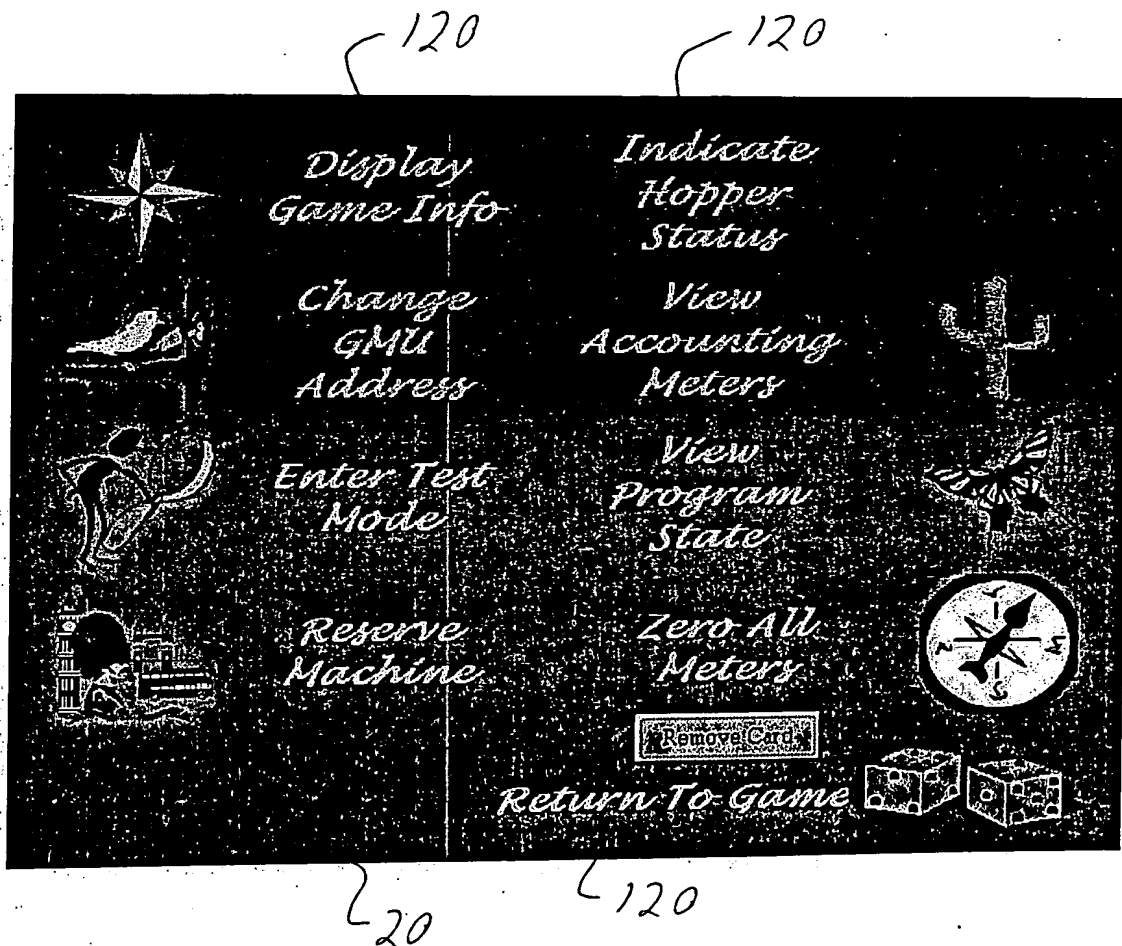 120
120
Display
Game Info
Indicate
Hopper
Status
Change
GMU
Address
View
Accounting
Meters
Enter Test
Mode
View
Program
State
Reserve
Machine
Zero All
Meters
Remove Card
Return To Game
20
120